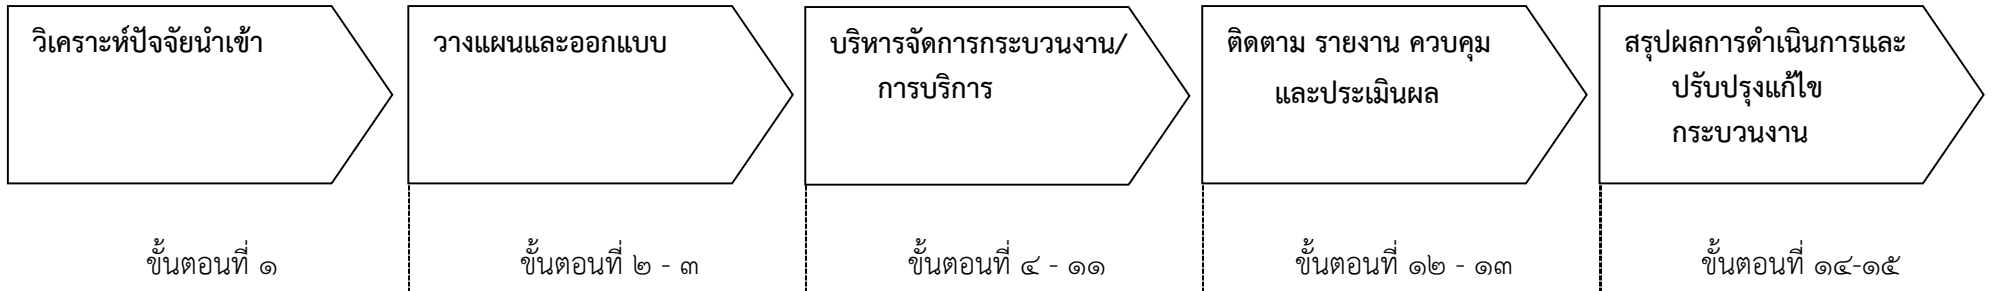 วิเคราะห์ปัจจัยนำเข้า
วางแผนและออกแบบ
บริหารจัดการกระบวนงาน/
การบริการ
ติดตาม รายงาน ควบคุม
และประเมินผล
สรุปผลการดำเนินการและ
ปรับปรุงแก้ไข
กระบวนงาน
ขั้นตอนที่ ๑
ขั้นตอนที่ ๒ - ๓
ขั้นตอนที่ ๔ - ๑๑
ขั้นตอนที่ ๑๒ - ๑๓
ขั้นตอนที่ ๑๔-๑๕